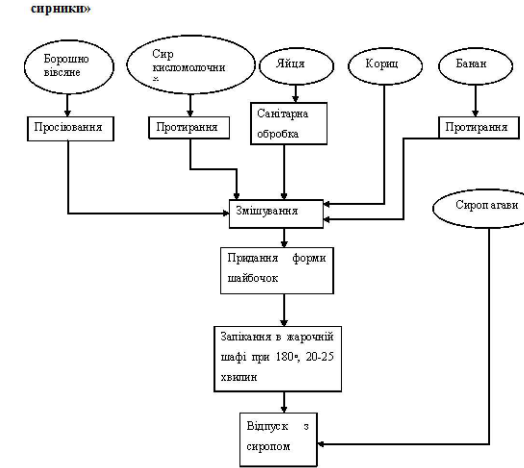 сирники»
Борошно
вівсяне
Сир
кисломолочни
й
Яйця
Кориц
Банан
Просіювання
Протирання
Санітарна
обробка
Протирання
Сироп агави
Змішування
Придання форми
шайбочок
Запікання в жарочній
шафі при 180º, 20-25
хвилин
Відпуск з
сиропом